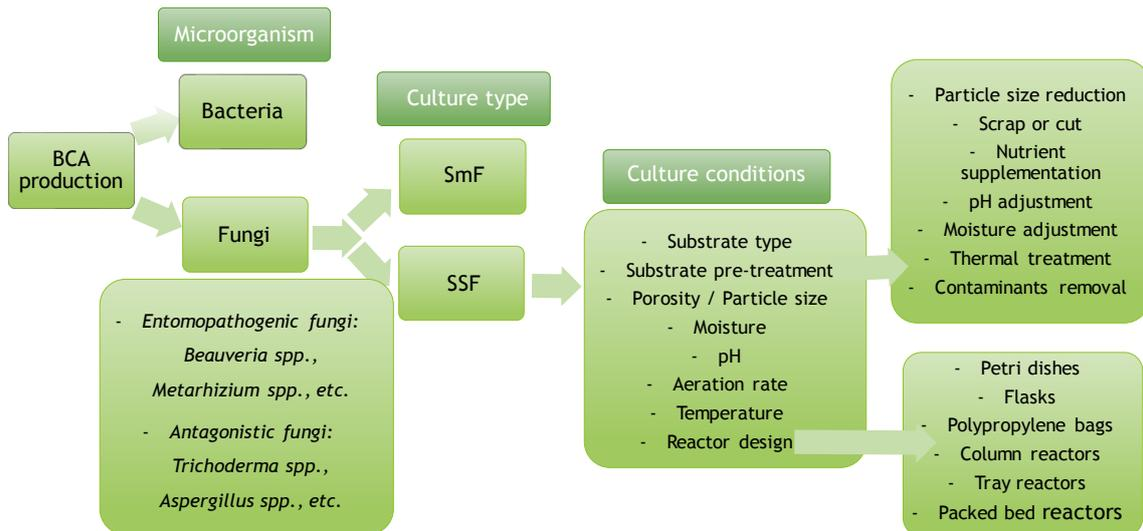 Microorganism
Bacteria
Culture type
BCA
production
SmF
Fungi
SSF
- Entomopathogenic fungi:
Beauveria spp.,
Metarhizium spp., etc.
- Antagonistic fungi:
Trichoderma spp.,
Aspergillus spp., etc.
Culture conditions
- Substrate type
- Substrate pre-treatment
- Porosity / Particle size
- Moisture
- pH
- Aeration rate
- Temperature
- Reactor design
- Particle size reduction
- Scrap or cut
- Nutrient
supplementation
- pH adjustment
- Moisture adjustment
- Thermal treatment
- Contaminants removal
- Petri dishes
- Flasks
- Polypropylene bags
- Column reactors
- Tray reactors
- Packed bed reactors